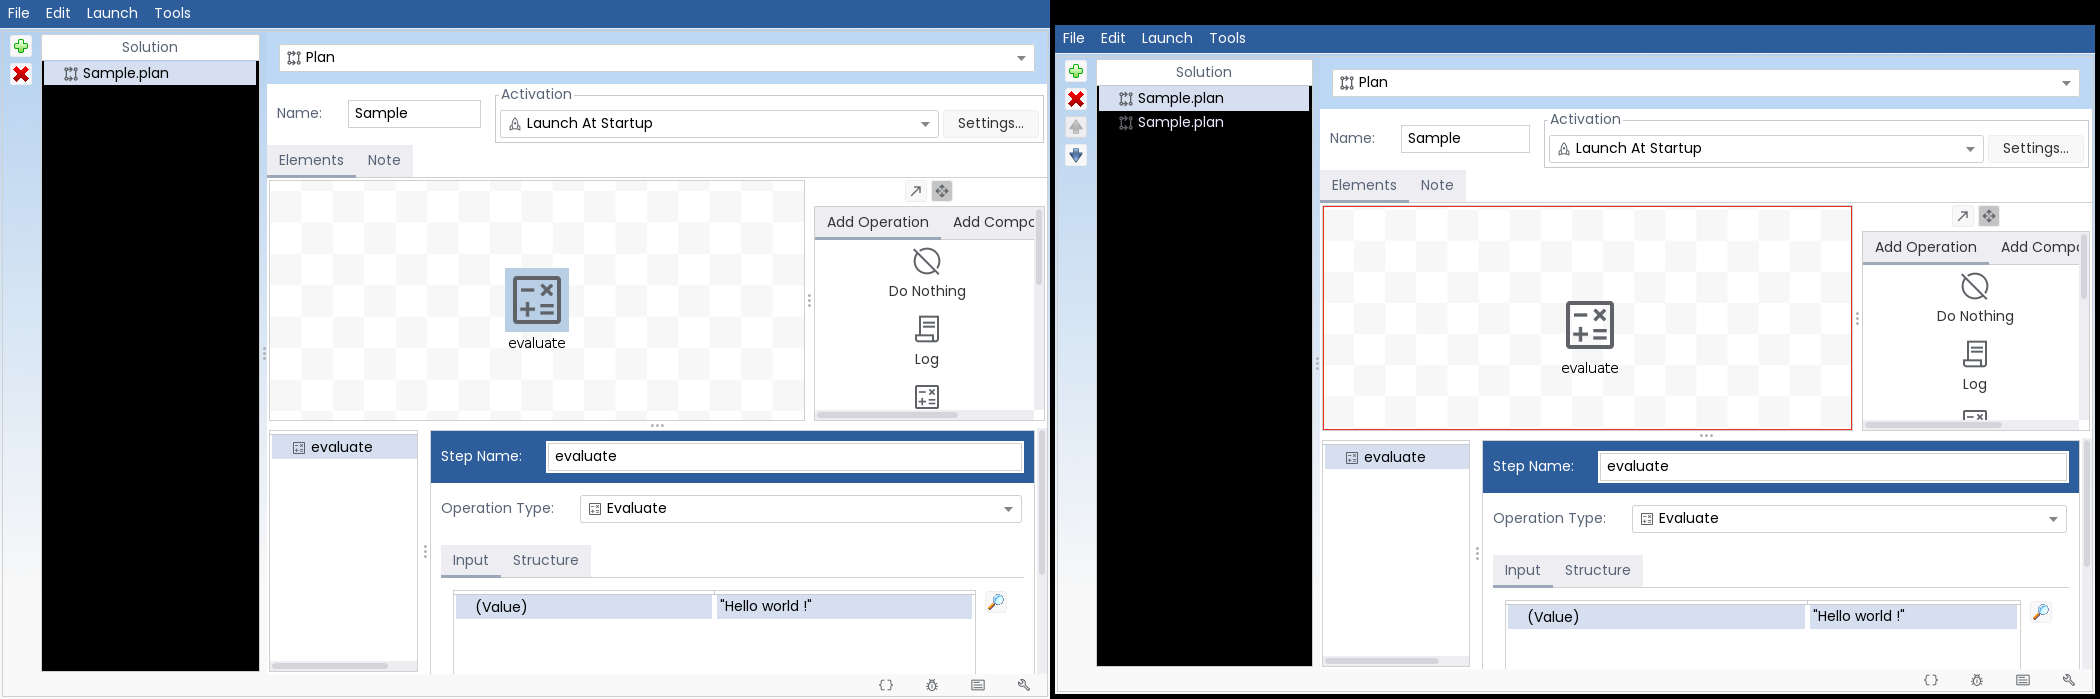 File Edit Launch Tools
Solution
Sample.plan
Plan
Name: Sample
Activation
Launch At Startup Settings...
Elements Note
Add Operation Add Compo
Do Nothing
Log
evaluate
evaluate
Step Name: evaluate
Operation Type: Evaluate
Input Structure
(Value) "Hello world !"
File Edit Launch Tools
Solution
Sample.plan
Sample.plan
Plan
Name: Sample
Activation
Launch At Startup Settings...
Elements Note
Add Operation Add Compo
Do Nothing
Log
evaluate
evaluate
Step Name: evaluate
Operation Type: Evaluate
Input Structure
(Value) "Hello world !"